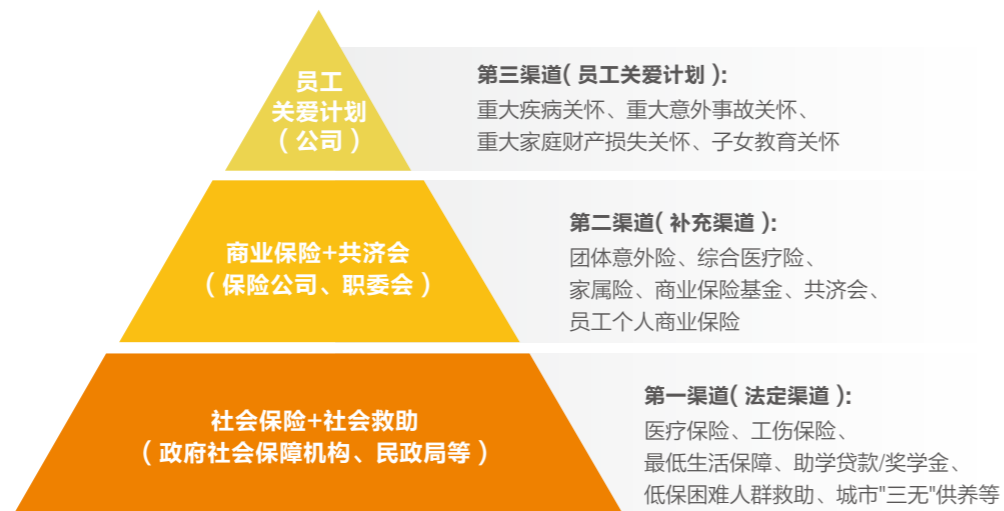 员工
关爱计划
（公司）
第三渠道（员工关爱计划）：
重大疾病关怀、重大意外事故关怀、
重大家庭财产损失关怀、子女教育关怀
商业保险+共济会
（保险公司、职委会）
第二渠道（补充渠道）：
团体意外险、综合医疗险、
家属险、商业保险基金、共济会、
员工个人商业保险
社会保险+社会救助
（政府社会保障机构、民政局等）
第一渠道（法定渠道）：
医疗保险、工伤保险、
最低生活保障、助学贷款/奖学金、
低保困难人群救助、城市"三无"供养等